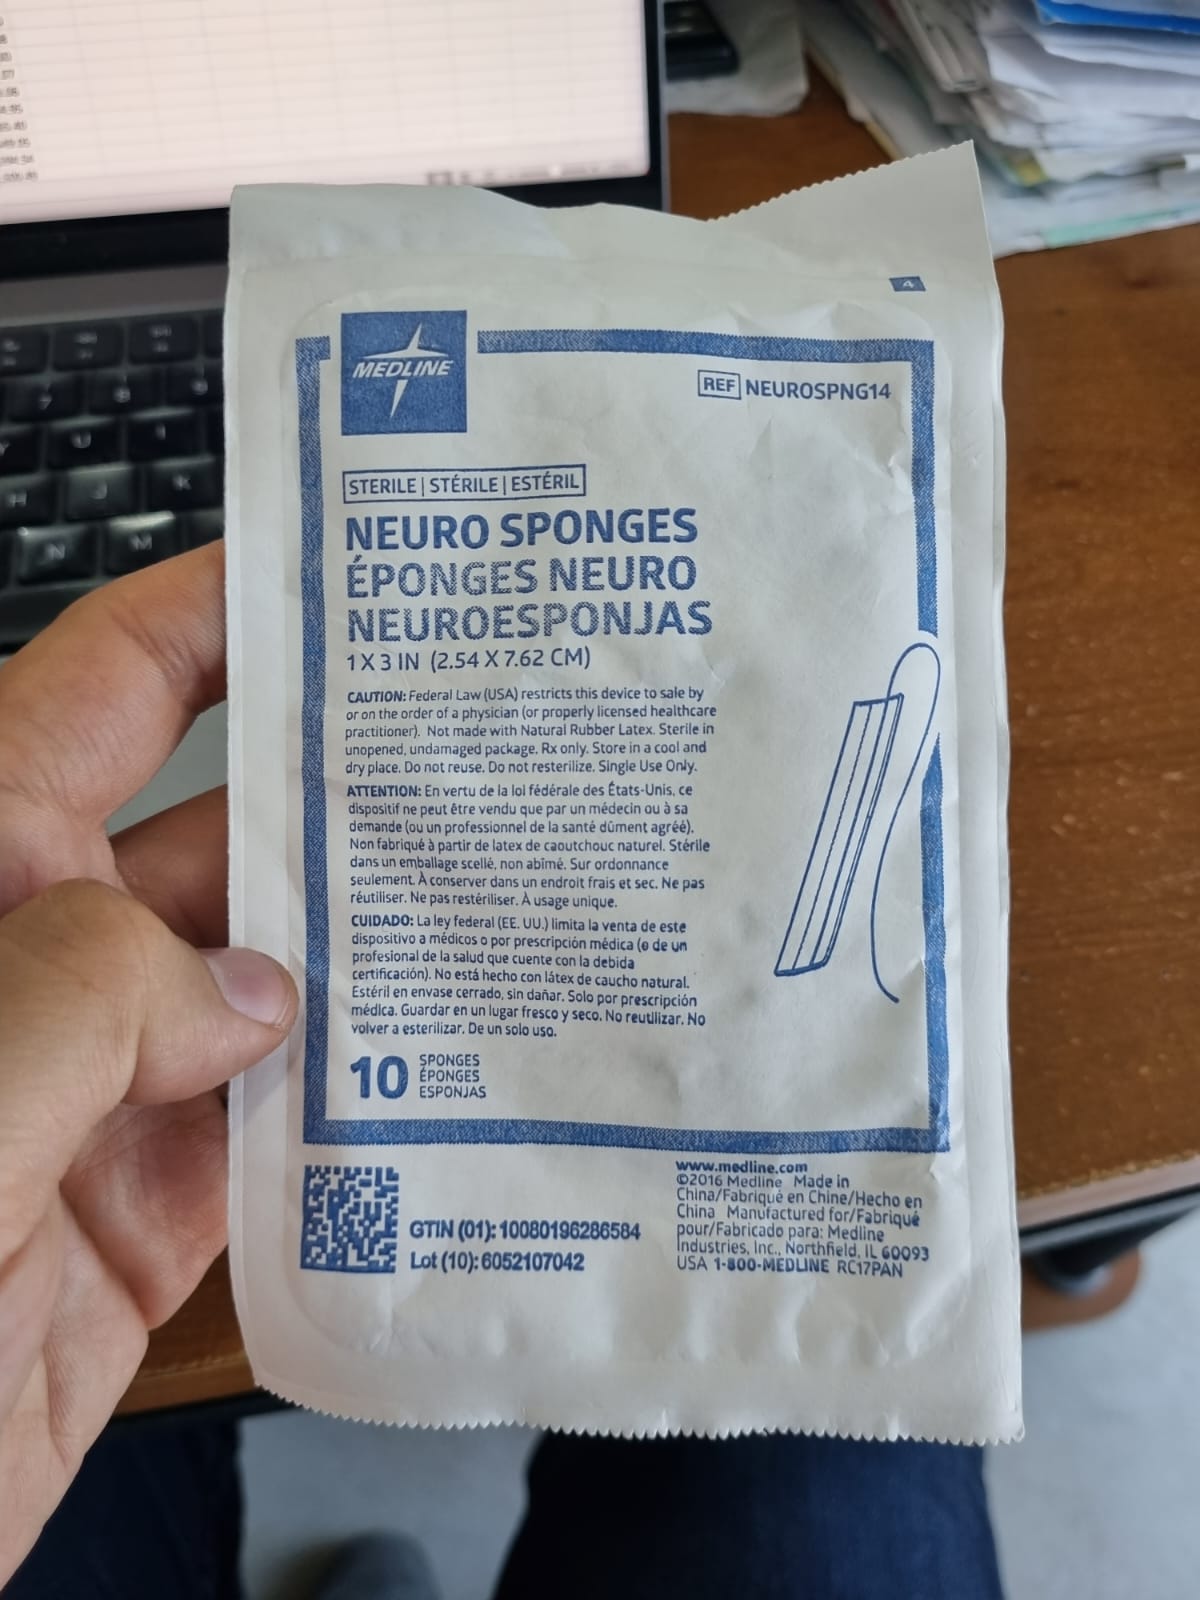 4
MEDLINE
REF NEUROSPNG14
STERILE | STÉRILE | ESTÉRIL
NEURO SPONGES
ÉPONGES NEURO
NEUROESPONJAS
1 X 3 IN (2.54 X 7.62 CM)
CAUTION: Federal Law (USA) restricts this device to sale by
or on the order of a physician (or properly licensed healthcare
practitioner). Not made with Natural Rubber Latex. Sterile in
unopened, undamaged package. Rx only. Store in a cool and
dry place. Do not reuse. Do not resterilize. Single Use Only.
ATTENTION: En vertu de la loi fédérale des États-Unis, ce
dispositif ne peut être vendu que par un médecin ou à sa
demande (ou un professionnel de la santé dûment agréé).
Non fabriqué à partir de latex de caoutchouc naturel. Stérile
dans un emballage scellé, non abîmé. Sur ordonnance
seulement. À conserver dans un endroit frais et sec. Ne pas
réutiliser. Ne pas restériliser. À usage unique.
CUIDADO: La ley federal (EE. UU.) limita la venta de este
dispositivo a médicos o por prescripción médica (o de un
profesional de la salud que cuente con la debida
certificación). No está hecho con látex de caucho natural.
Estéril en envase cerrado, sin dañar. Solo por prescripción
médica. Guardar en un lugar fresco y seco. No reutilizar. No
volver a esterilizar. De un solo uso.
10 SPONGES
ÉPONGES
ESPONJAS
GTIN (01): 10080196286584
Lot (10): 6052107042
www.medline.com
©2016 Medline Made in
China/Fabriqué en Chine/Hecho en
China Manufactured for/Fabriqué
pour/Fabricado para: Medline
Industries, Inc., Northfield, IL 60093
USA 1-800-MEDLINE RC17PAN
7
U
H
J
K
N
M